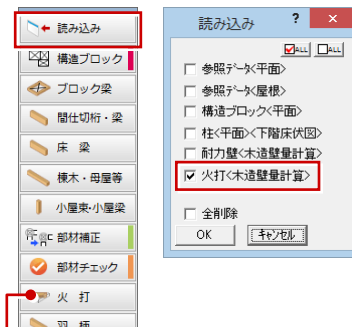 読み込み
構造ブロック
ブロック梁
間仕切桁・梁
床 梁
棟木・母屋等
小屋束・小屋梁
部材補正
部材チェック
火 打
羽 柄
読み込み
?
×
ALL
ALL
参照データ<平面>
参照データ<屋根>
構造ブロック<平面>
柱<平面><下階床伏図>
耐力壁<木造壁量計算>
火打<木造壁量計算>
全削除
OK
キャンセル